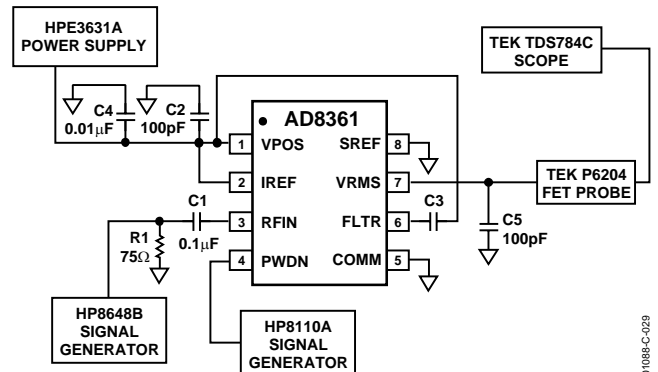 HPE3631A
POWER SUPPLY
TEK TDS784C
SCOPE
C4
0.01μF
C2
100pF
AD8361
1
VPOS
SREF
8
2
IREF
VRMS
7
TEK P6204
FET PROBE
C1
0.1μF
3
RFIN
FLTR
6
C3
C5
100pF
R1
75Ω
4
PWDN
COMM
5
HP8648B
SIGNAL
GENERATOR
HP8110A
SIGNAL
GENERATOR
01088-C-029